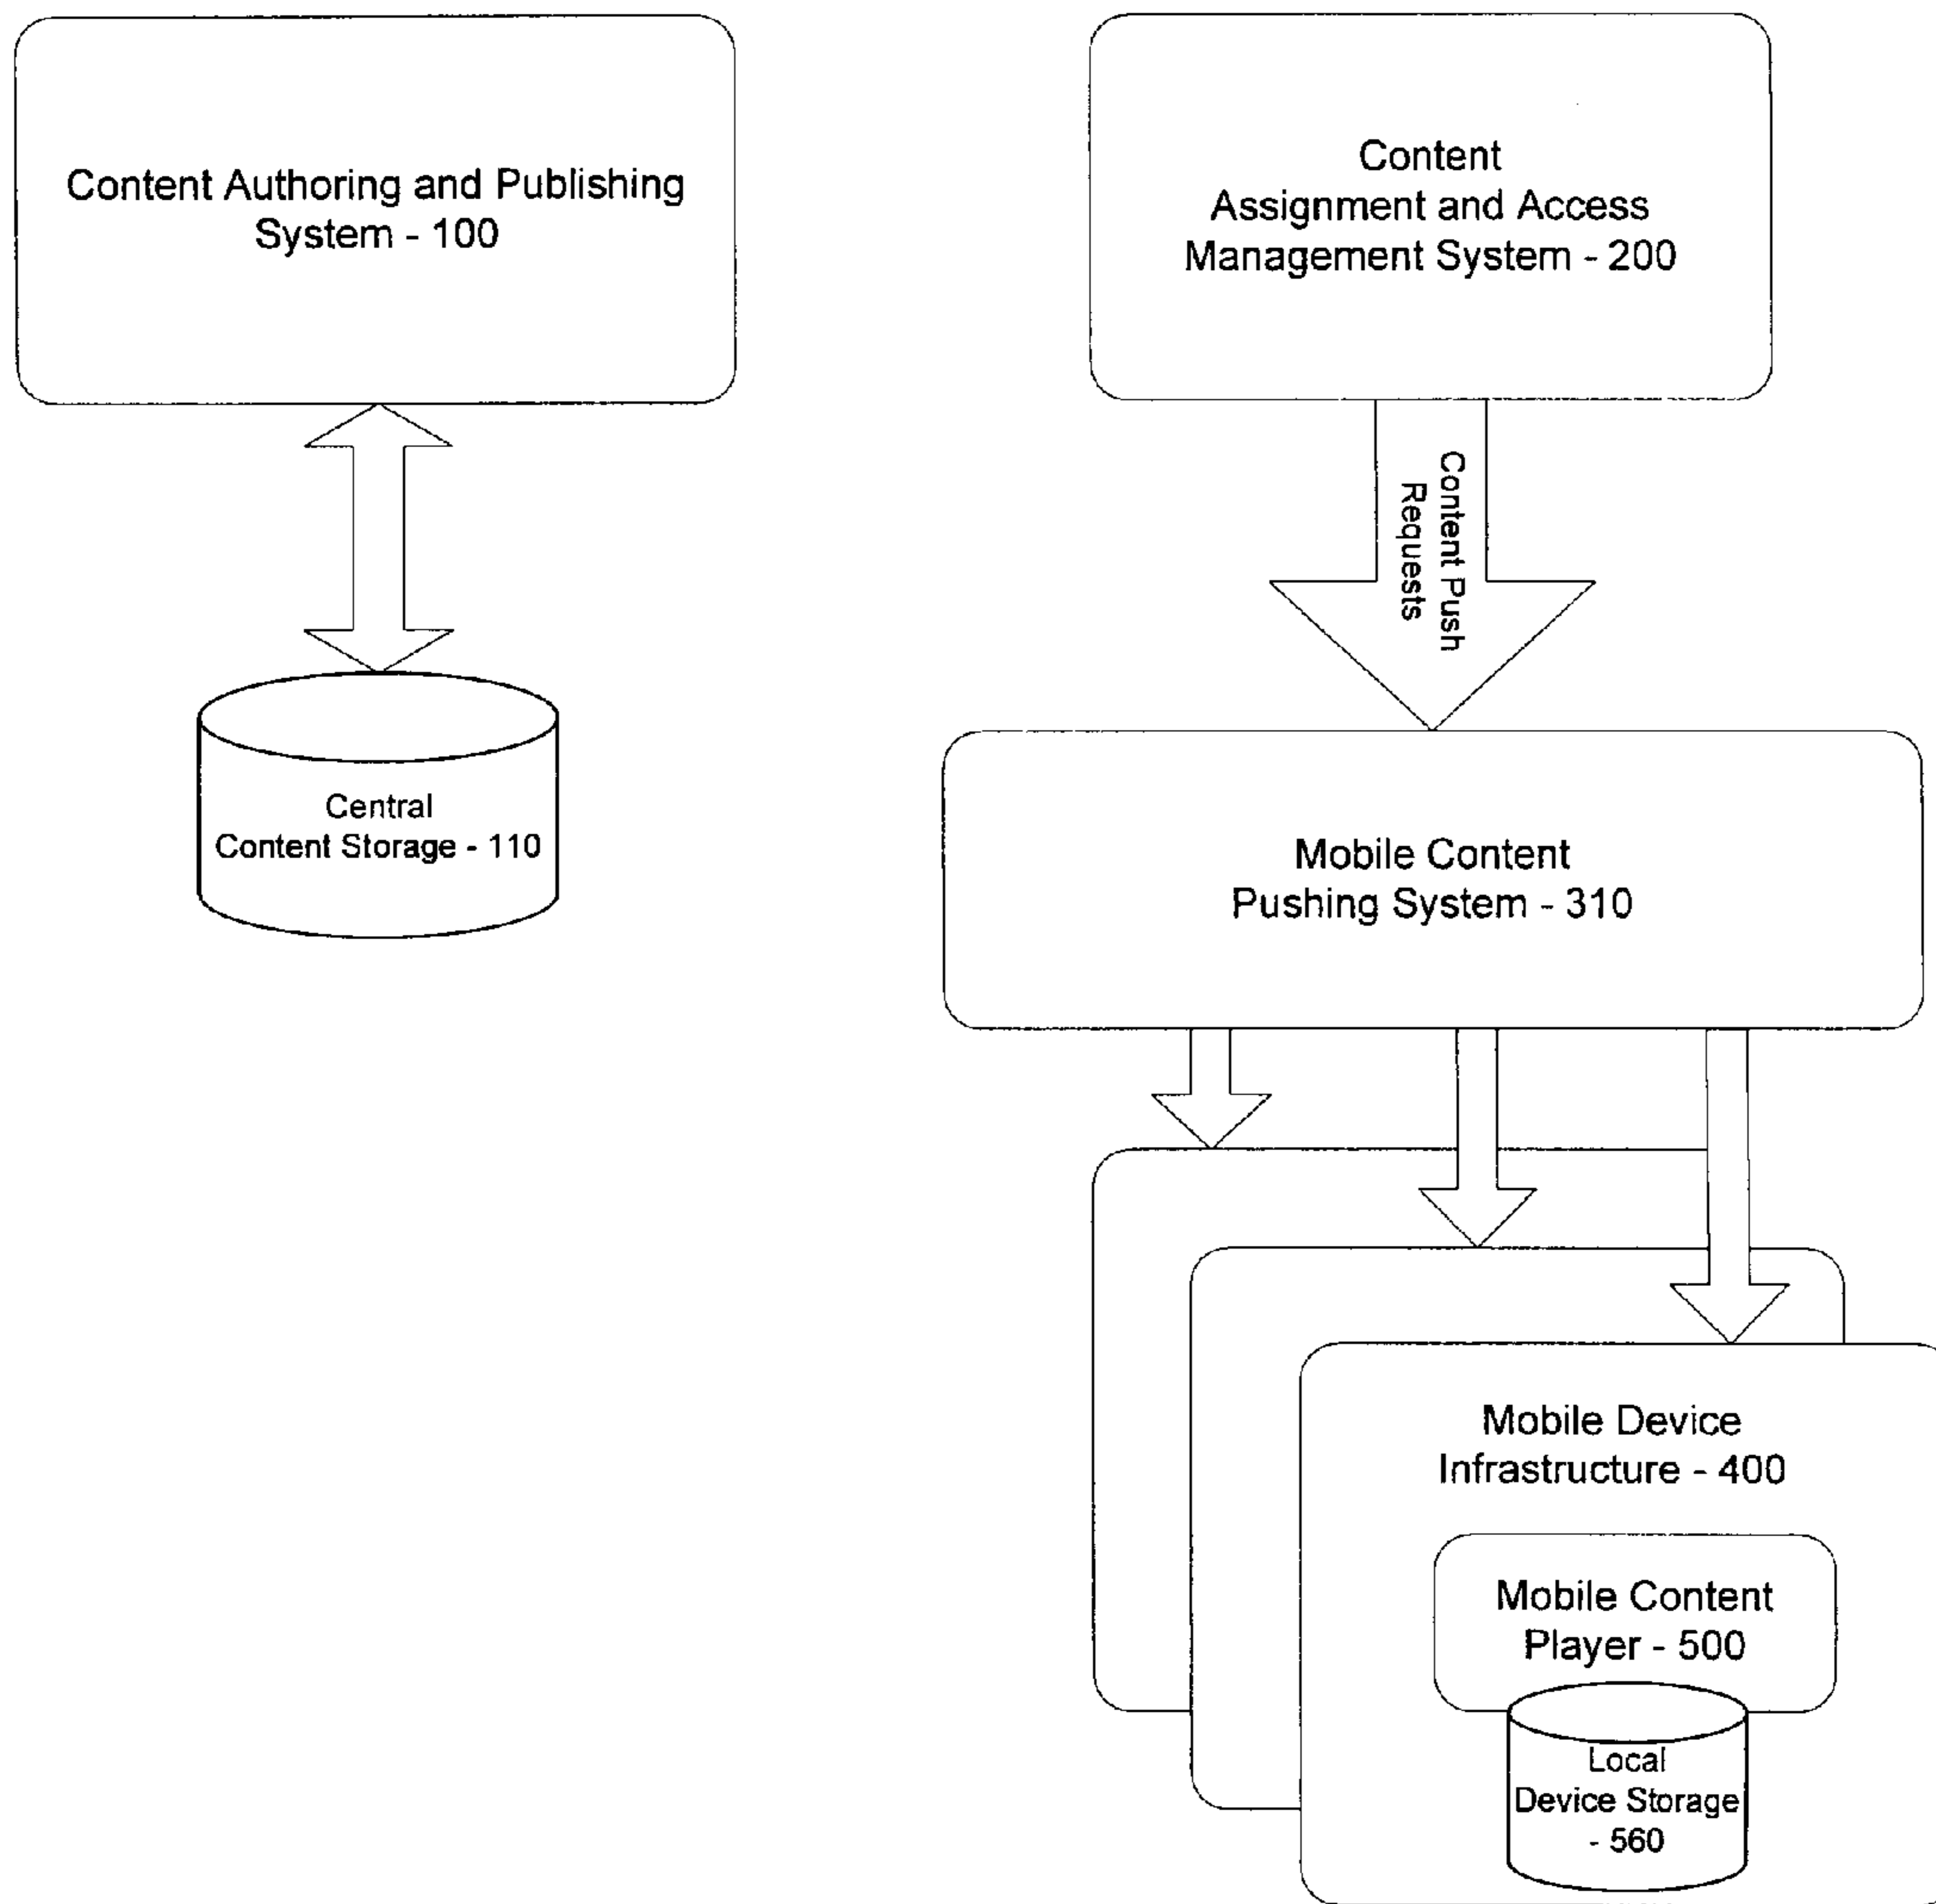 Content Authoring and Publishing
System - 100
Content
Assignment and Access
Management System - 200
Content Push
Requests
Central
Content Storage - 110
Mobile Content
Pushing System - 310
Mobile Device
Infrastructure - 400
Mobile Content
Player - 500
Local
Device Storage
- 560